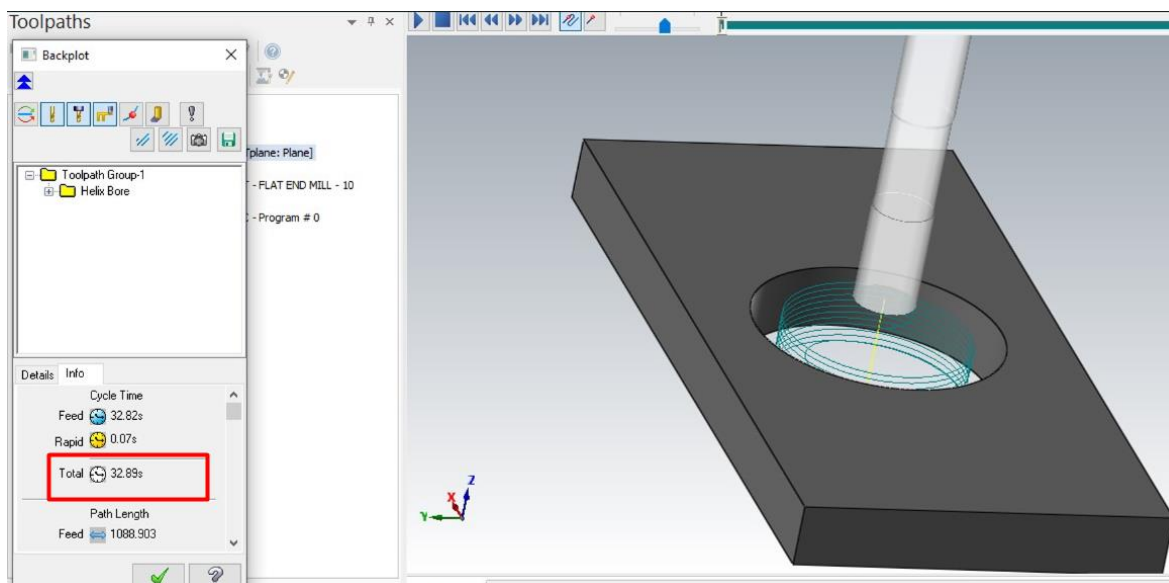 Toolpaths
Backplot
Tplane: Plane]
Toolpath Group-1
Helix Bore
- FLAT END MILL - 10
- Program # 0
Details Info
Cycle Time
Feed 32.82s
Rapid 0.07s
Total 32.89s
Path Length
Feed 1088.903
Z
X
Y